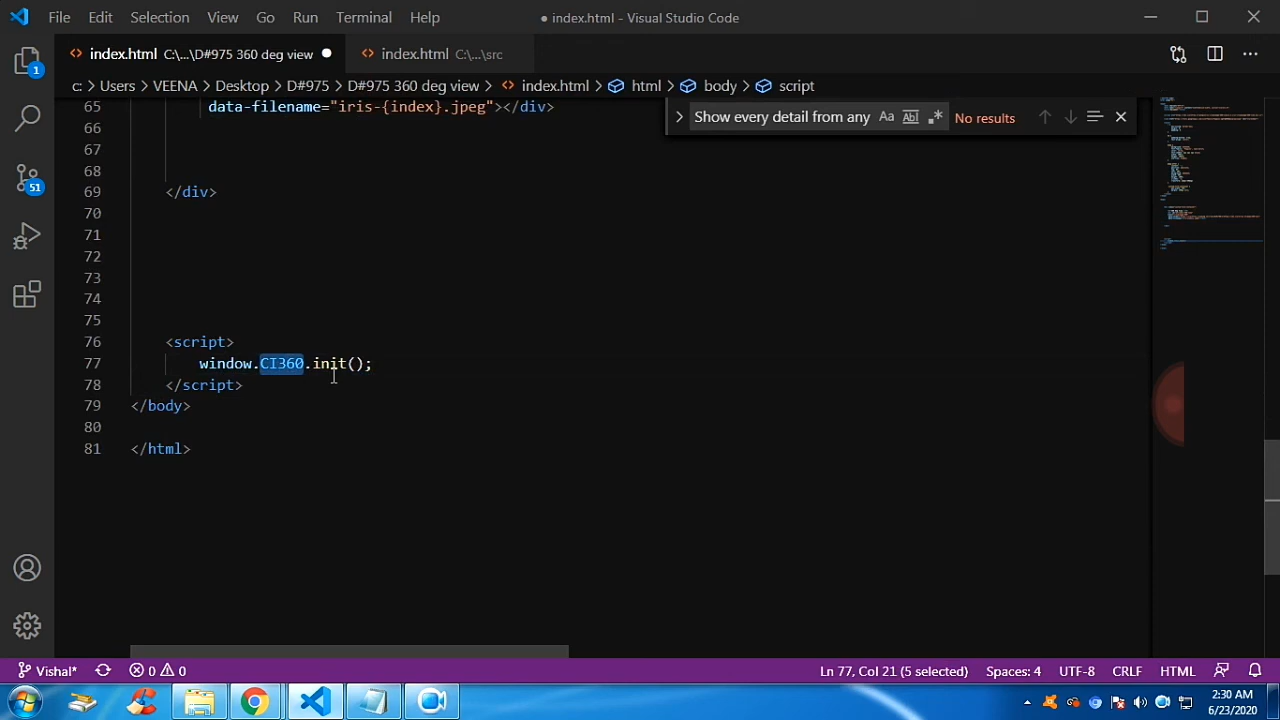 File Edit Selection View Go Run Terminal Help
● index.html - Visual Studio Code
index.html C:\...\D#975 360 deg view ●
index.html C:\...\src
c: > Users > VEENA > Desktop > D#975 > D#975 360 deg view > index.html > html > body > script
Show every detail from any
Aa Abl .* No results
65 data-filename="iris-{index}.jpeg"></div>
66
67
68
69 </div>
70
71
72
73
74
75
76 <script>
77 window.CI360.init();
78 </script>
79 </body>
80
81 </html>
1
51
Vishal* 0 0
Ln 77, Col 21 (5 selected) Spaces: 4 UTF-8 CRLF HTML
2:30 AM
6/23/2020